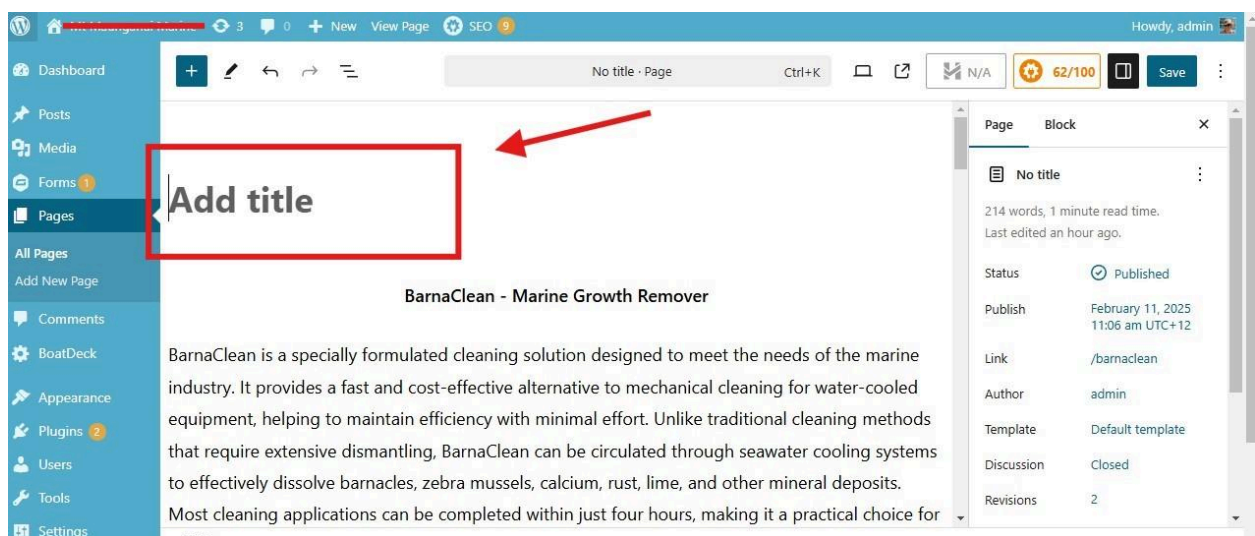 3 0 + New View Page SEO 9 Howdy, admin
Dashboard
No title · Page Ctrl+K N/A 62/100 Save
Posts
Media
Forms 1
Pages
All Pages
Add New Page
Comments
BoatDeck
Appearance
Plugins 2
Users
Tools
Settings
Add title
BarnaClean - Marine Growth Remover
BarnaClean is a specially formulated cleaning solution designed to meet the needs of the marine
industry. It provides a fast and cost-effective alternative to mechanical cleaning for water-cooled
equipment, helping to maintain efficiency with minimal effort. Unlike traditional cleaning methods
that require extensive dismantling, BarnaClean can be circulated through seawater cooling systems
to effectively dissolve barnacles, zebra mussels, calcium, rust, lime, and other mineral deposits.
Most cleaning applications can be completed within just four hours, making it a practical choice for
Page Block
No title
214 words, 1 minute read time.
Last edited an hour ago.
Status Published
Publish February 11, 2025
11:06 am UTC+12
Link /barnaclean
Author admin
Template Default template
Discussion Closed
Revisions 2